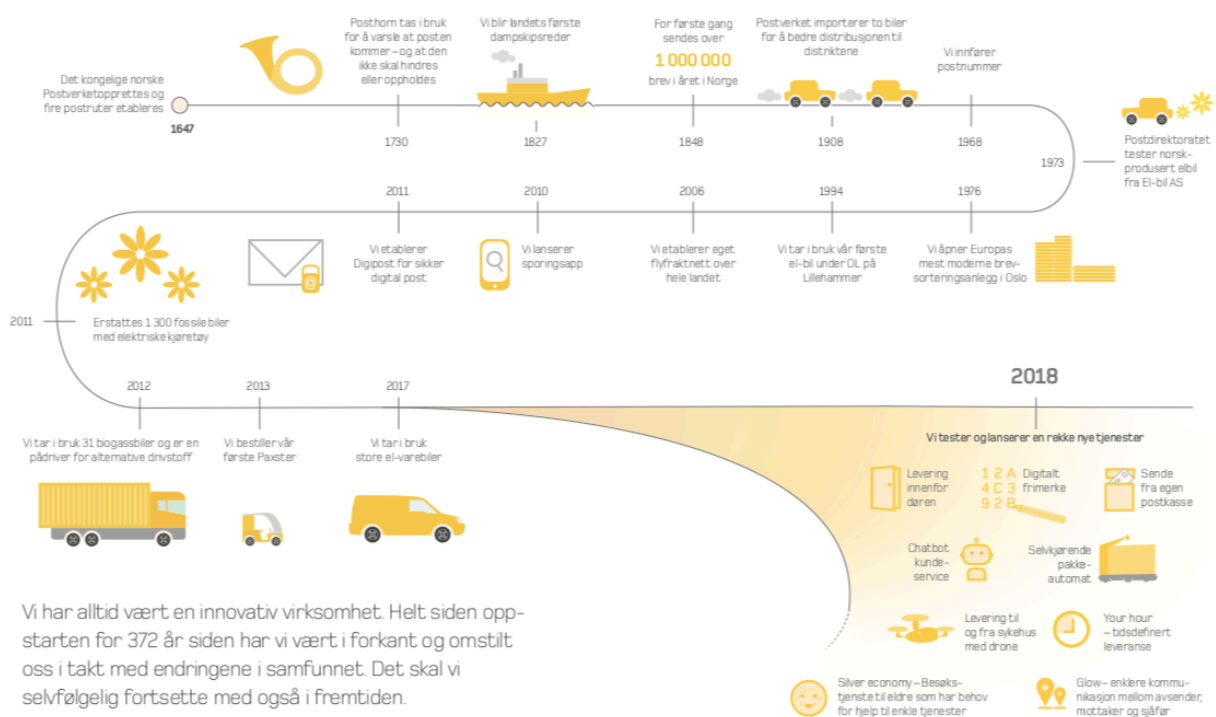 Det kongelige norske
Postverketopprettes og
fire postruter etableres
1647
Posthorn tas i bruk
for å varsle at posten
kommer – og at den
ikke skal hindres
eller oppholdes
1730
Vi blir landets første
dampskipsreder
1827
For første gang
sendes over
1 000 000
brev i året i Norge
1848
Postverket importerer to biler
for å bedre distribusjonen til
distriktene
1908
Vi innfører
postnummer
1968
1973
Postdirektoratet
tester norsk-
produsert elbil
fra El-bil AS
1976
Vi åpner Europas
mest moderne brev-
sorteringsanlegg i Oslo
1994
Vi tar i bruk vår første
el-bil under OL på
Lillehammer
2006
Vi etablerer eget
flyfraktnett over
hele landet
2010
Vi lanserer
sporingsapp
2011
Vi etablerer
Digipost for sikker
digital post
@
2011
Erstattes 1 300 fossile biler
med elektriske kjøretøy
2012
Vi tar i bruk 31 biogassbiler og er en
pådriver for alternative drivstoff
2013
Vi bestiller vår
første Paxster
2017
Vi tar i bruk
store el-varebiler
2018
Vi tester og lanserer en rekke nye tjenester
Levering
innenfor
døren
1 2 A
4 C 3
9 2 B
Digitalt
frimerke
Sende
fra egen
postkasse
Chatbot
kunde-
service
Selvkjørende
pakke-
automat
Levering til
og fra sykehus
med drone
Your hour
– tidsdefinert
leveranse
Silver economy – Besøks-
tjenste til eldre som har behov
for hjelp til enkle tjenester
Glow – enklere kommu-
nikasjon mellom avsender,
mottaker og sjåfør
Vi har alltid vært en innovativ virksomhet. Helt siden opp-
starten for 372 år siden har vi vært i forkant og omstilt
oss i takt med endringene i samfunnet. Det skal vi
selvfølgelig fortsette med også i fremtiden.